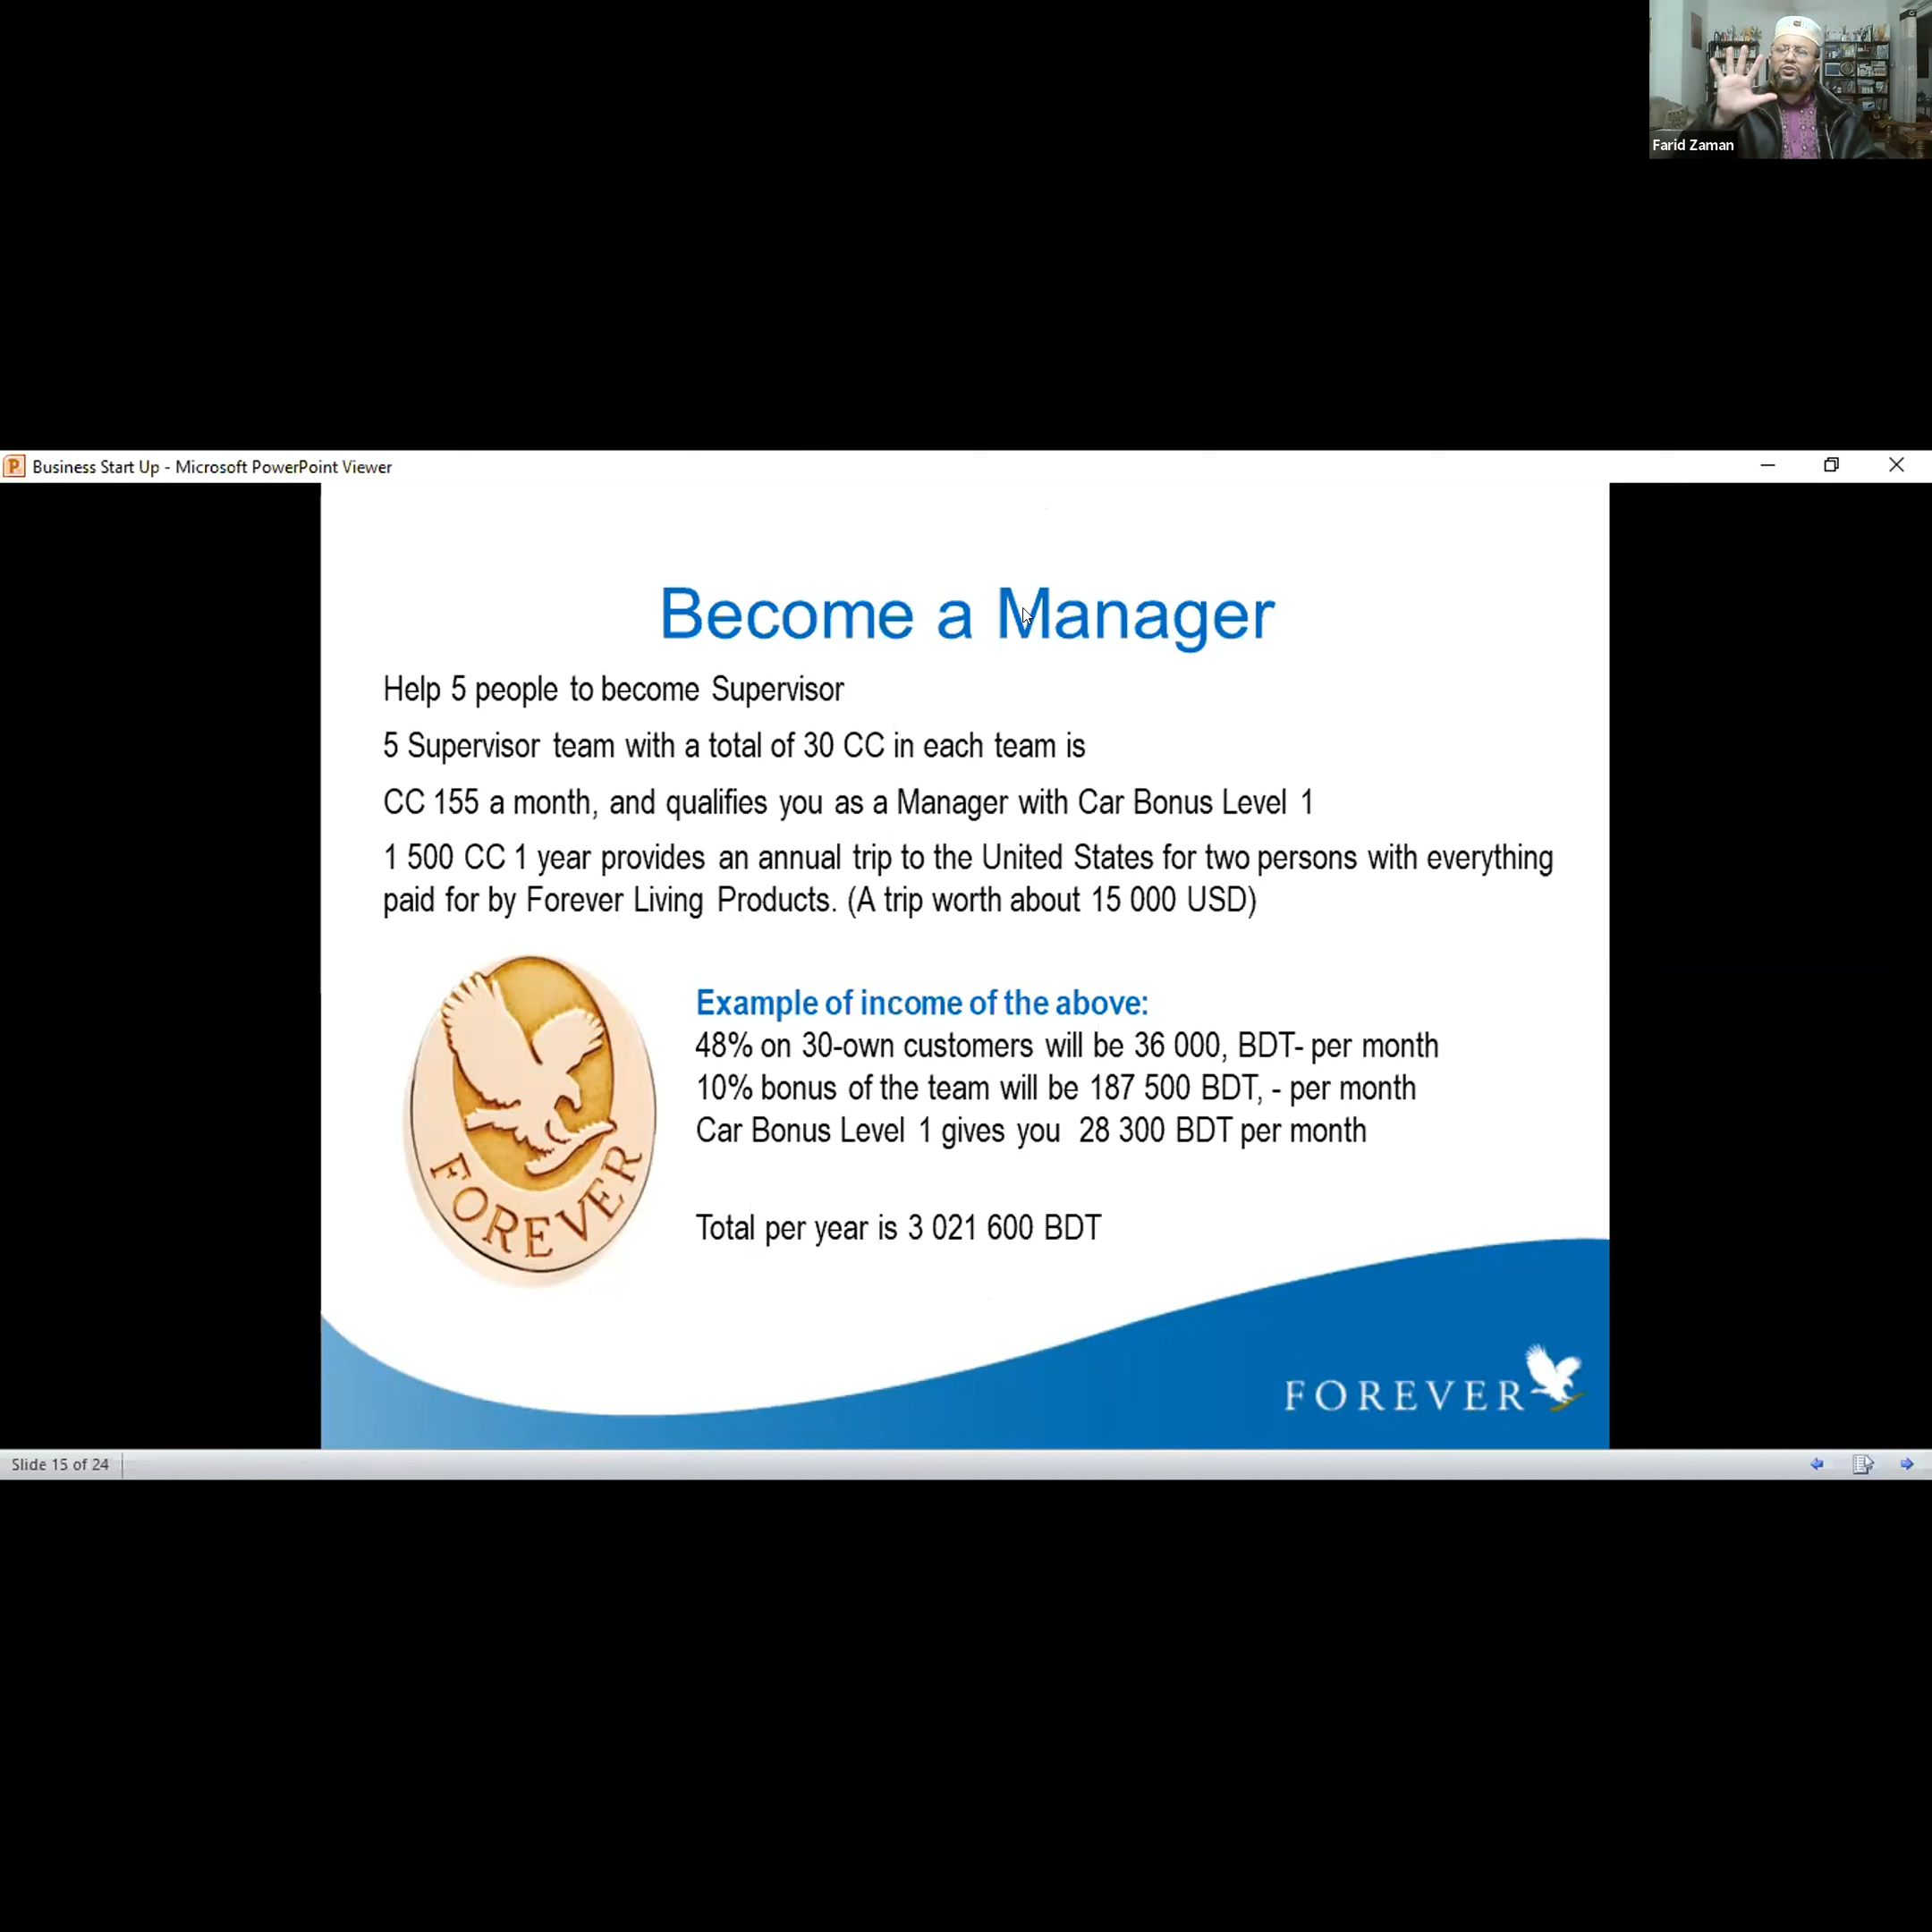 Farid Zaman
Business Start Up - Microsoft PowerPoint Viewer
Become a Manager
Help 5 people to become Supervisor
5 Supervisor team with a total of 30 CC in each team is
CC 155 a month, and qualifies you as a Manager with Car Bonus Level 1
1 500 CC 1 year provides an annual trip to the United States for two persons with everything
paid for by Forever Living Products. (A trip worth about 15 000 USD)
Example of income of the above:
48% on 30-own customers will be 36 000, BDT- per month
10% bonus of the team will be 187 500 BDT, - per month
Car Bonus Level 1 gives you 28 300 BDT per month
FOREVER
Total per year is 3 021 600 BDT
FOREVER
Slide 15 of 24